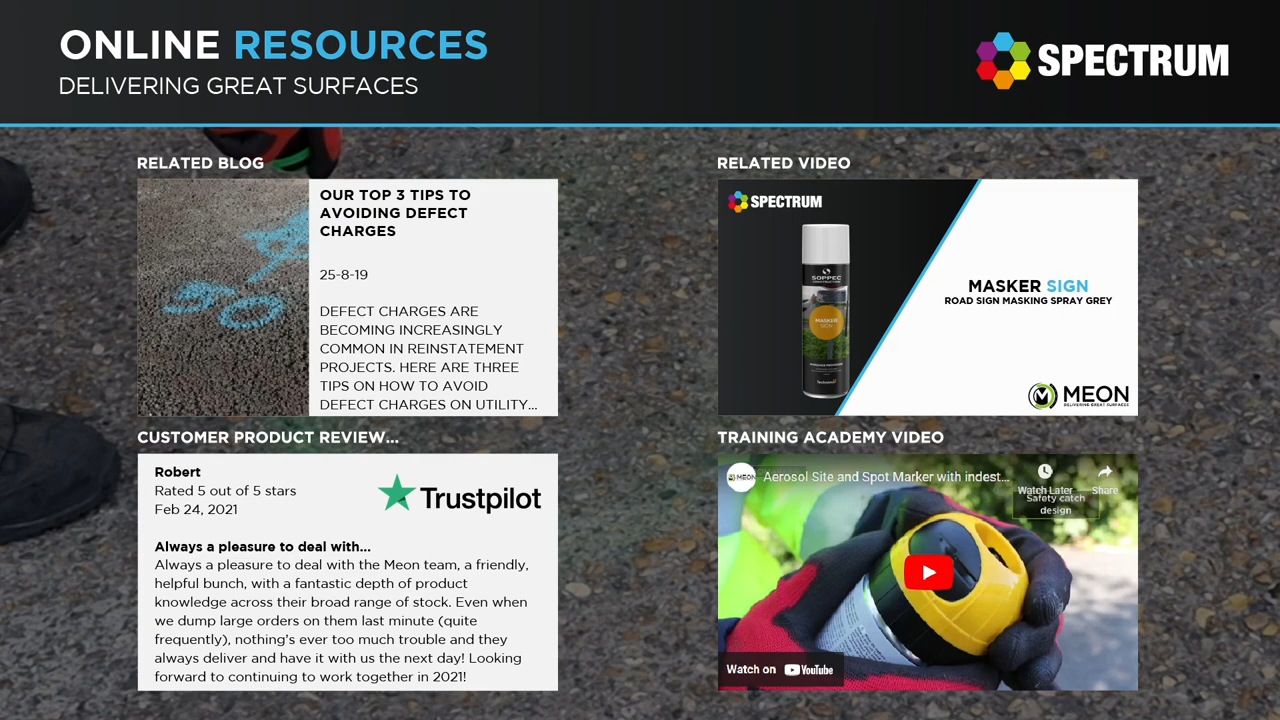 ONLINE RESOURCES
DELIVERING GREAT SURFACES
SPECTRUM
RELATED BLOG
OUR TOP 3 TIPS TO
AVOIDING DEFECT
CHARGES
25-8-19
DEFECT CHARGES ARE
BECOMING INCREASINGLY
COMMON IN REINSTATEMENT
PROJECTS. HERE ARE THREE
TIPS ON HOW TO AVOID
DEFECT CHARGES ON UTILITY...
RELATED VIDEO
SPECTRUM
SOPPEC
MASKER
SIGN
MASKER SIGN
ROAD SIGN MASKING SPRAY GREY
MEON
DELIVERING GREAT SURFACES
CUSTOMER PRODUCT REVIEW...
Robert
Rated 5 out of 5 stars
Feb 24, 2021
Trustpilot
Always a pleasure to deal with...
Always a pleasure to deal with the Meon team, a friendly,
helpful bunch, with a fantastic depth of product
knowledge across their broad range of stock. Even when
we dump large orders on them last minute (quite
frequently), nothing's ever too much trouble and they
always deliver and have it with us the next day! Looking
forward to continuing to work together in 2021!
TRAINING ACADEMY VIDEO
MEON
Aerosol Site and Spot Marker with indest...
Watch Later
Share
Safety catch
design
Watch on YouTube